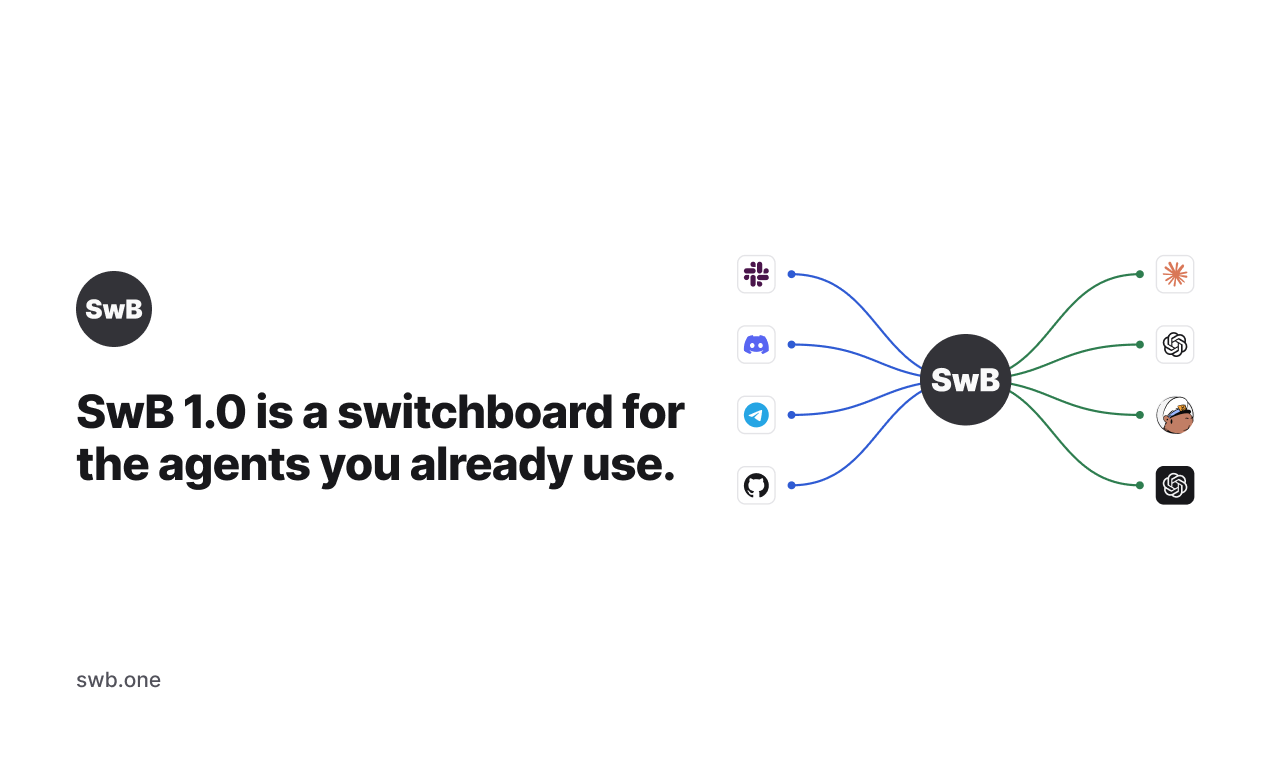 SwB
SwB 1.0 is a switchboard for
the agents you already use.
swb.one
SwB